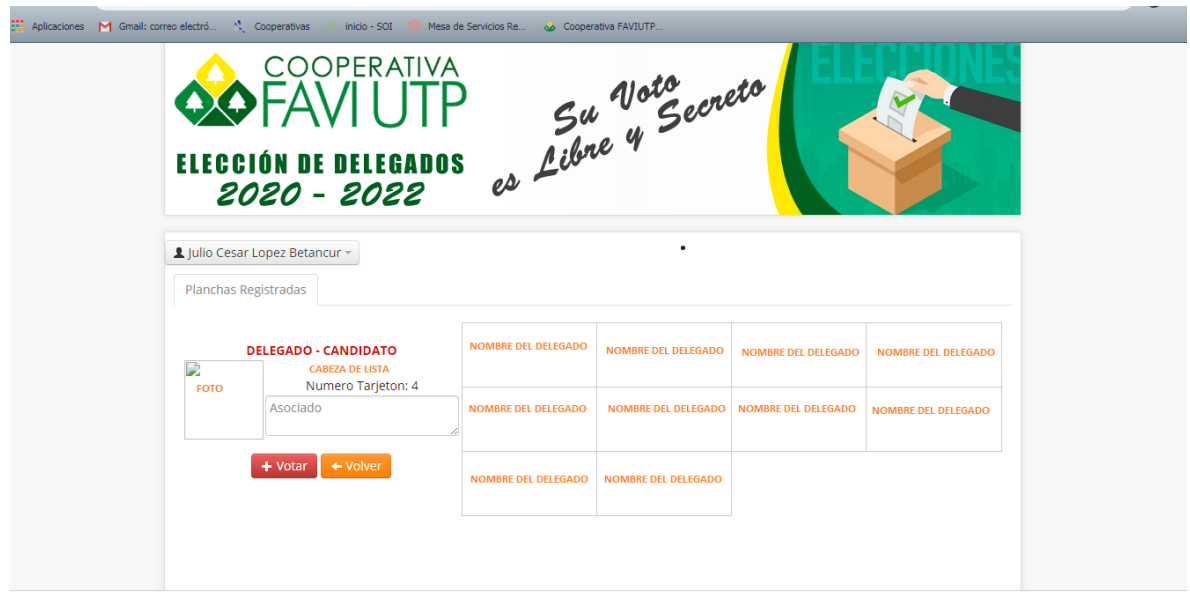 Aplicaciones Gmail: correo electró... Cooperativas inicio - SOI Mesa de Servicios Re... Cooperativa FAVIUTP...
COOPERATIVA
FAVI UTP
ELECCIÓN DE DELEGADOS
2020 - 2022
Su Voto
es Libre y Secreto
ELECCIONES
Julio Cesar Lopez Betancur
Planchas Registradas
DELEGADO - CANDIDATO
CABEZA DE LISTA
FOTO
Numero Tarjeton: 4
Asociado
+ Votar
Volver
NOMBRE DEL DELEGADO NOMBRE DEL DELEGADO NOMBRE DEL DELEGADO NOMBRE DEL DELEGADO
NOMBRE DEL DELEGADO NOMBRE DEL DELEGADO NOMBRE DEL DELEGADO NOMBRE DEL DELEGADO
NOMBRE DEL DELEGADO NOMBRE DEL DELEGADO